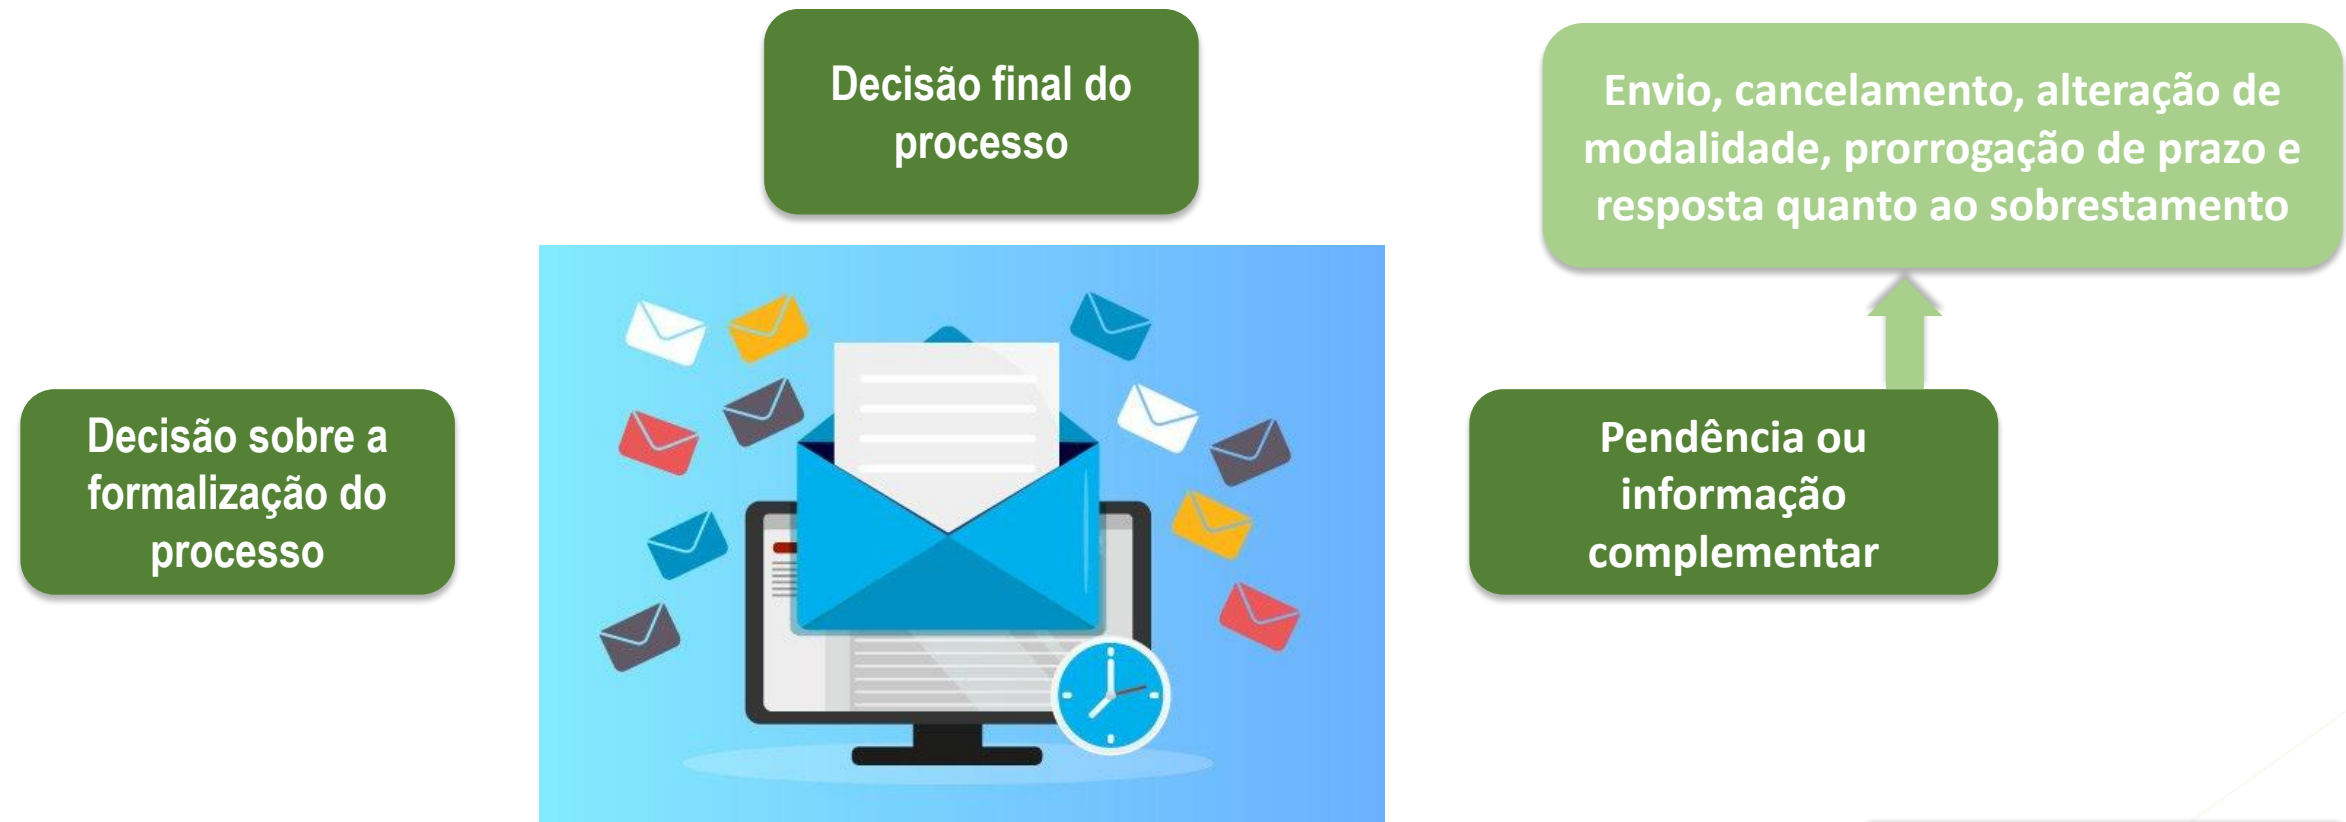 Decisão final do
processo
Envio, cancelamento, alteração de
modalidade, prorrogação de prazo e
resposta quanto ao sobrestamento
Decisão sobre a
formalização do
processo
Pendência ou
informação
complementar